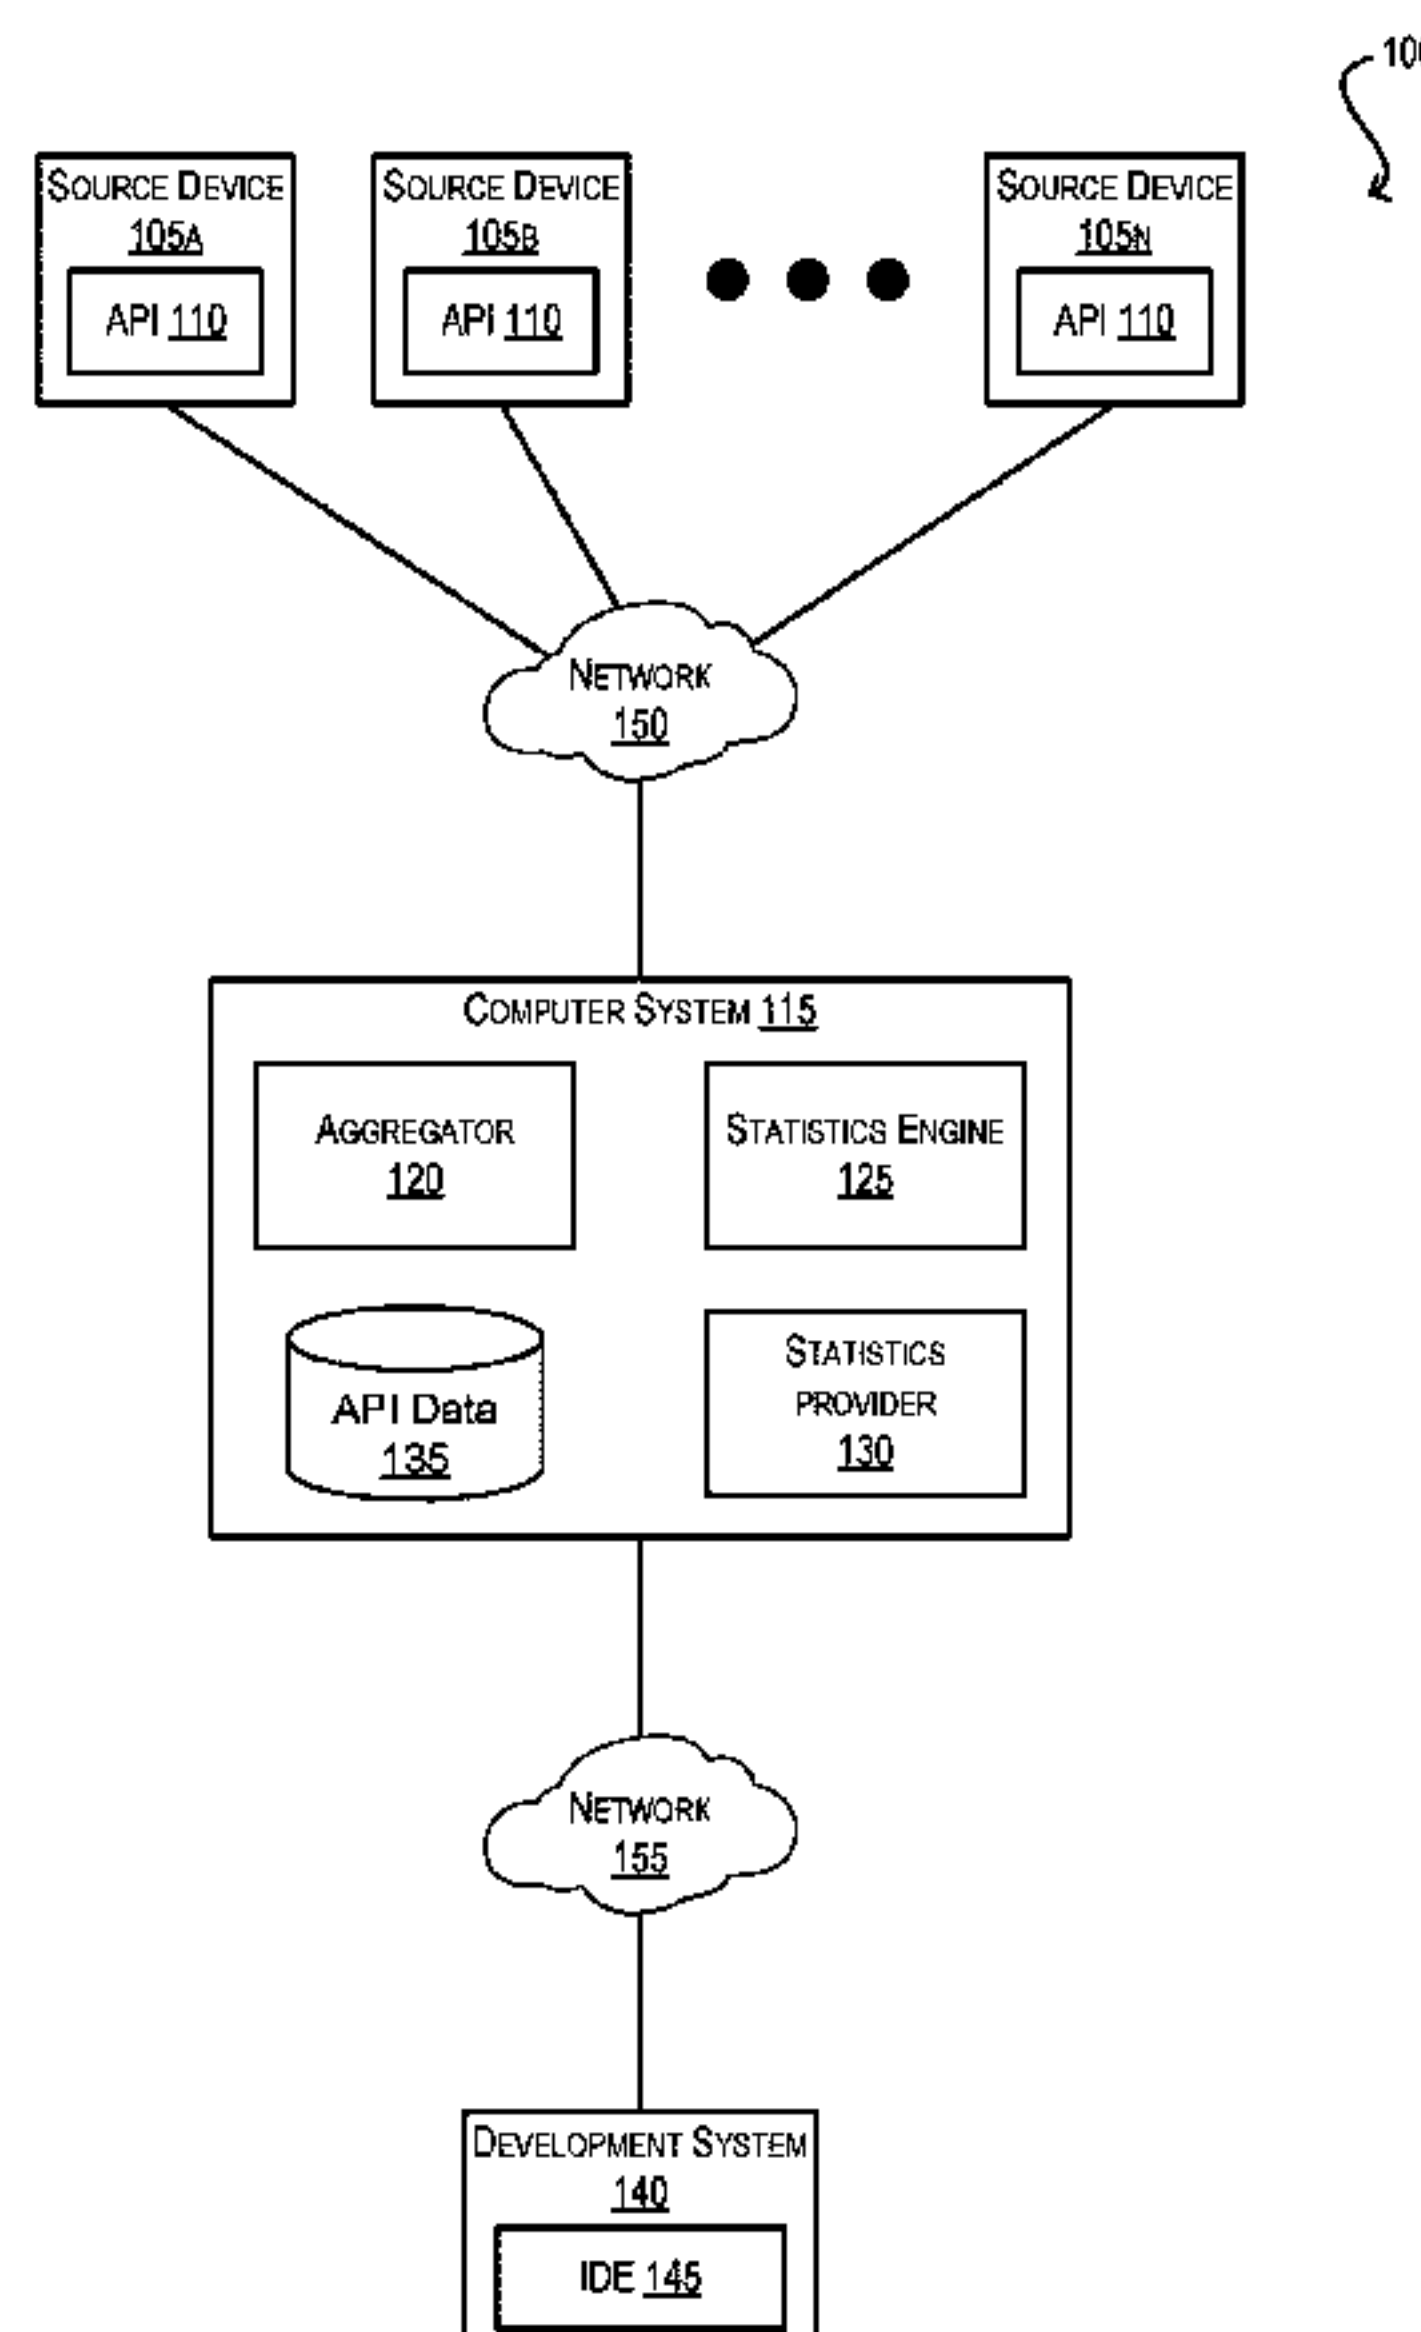 SOURCE DEVICE
105A
API 110
SOURCE DEVICE
105B
API 110
SOURCE DEVICE
105N
API 110
NETWORK
150
COMPUTER SYSTEM 115
AGGREGATOR
120
STATISTICS ENGINE
125
API Data
135
STATISTICS
PROVIDER
130
NETWORK
155
DEVELOPMENT SYSTEM
140
IDE 145